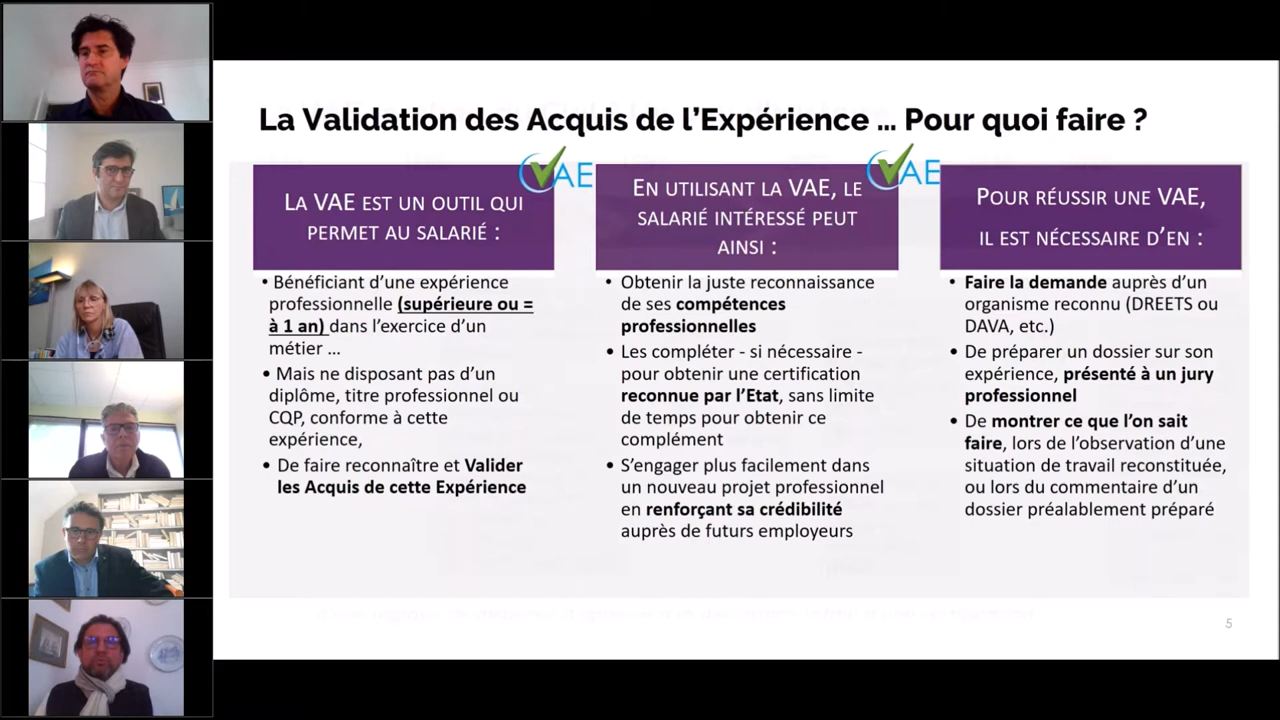 La Validation des Acquis de l'Expérience ... Pour quoi faire ?
VAE
LA VAE EST UN OUTIL QUI
PERMET AU SALARIÉ :
• Bénéficiant d'une expérience
professionnelle (supérieure ou =
à 1 an) dans l'exercice d'un
métier ...
• Mais ne disposant pas d'un
diplôme, titre professionnel ou
CQP, conforme à cette
expérience,
• De faire reconnaître et Valider
les Acquis de cette Expérience
VAE
EN UTILISANT LA VAE, LE
SALARIÉ INTÉRESSÉ PEUT
AINSI :
• Obtenir la juste reconnaissance
de ses compétences
professionnelles
• Les compléter - si nécessaire -
pour obtenir une certification
reconnue par l'Etat, sans limite
de temps pour obtenir ce
complément
• S'engager plus facilement dans
un nouveau projet professionnel
en renforçant sa crédibilité
auprès de futurs employeurs
POUR RÉUSSIR UNE VAE,
IL EST NÉCESSAIRE D'EN :
• Faire la demande auprès d'un
organisme reconnu (DREETS ou
DAVA, etc.)
• De préparer un dossier sur son
expérience, présenté à un jury
professionnel
• De montrer ce que l'on sait
faire, lors de l'observation d'une
situation de travail reconstituée,
ou lors du commentaire d'un
dossier préalablement préparé
5